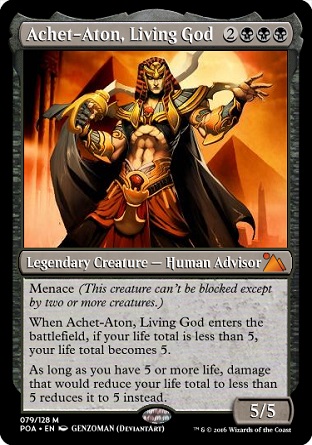 Achet-Aton, Living God 2
Legendary Creature — Human Advisor
Menace (This creature can't be blocked except
by two or more creatures.)
When Achet-Aton, Living God enters the
battlefield, if your life total is less than 5,
your life total becomes 5.
As long as you have 5 or more life, damage
that would reduce your life total to less than
5 reduces it to 5 instead.
5/5
079/128 M
POA • EN GENZOMAN (DEVIANTART)
™ & © 2016 Wizards of the Coast